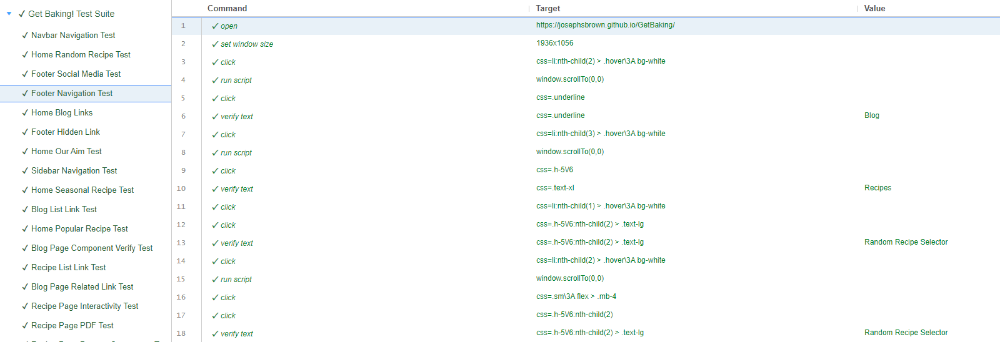 ✓ Get Baking! Test Suite
✓ Navbar Navigation Test
✓ Home Random Recipe Test
✓ Footer Social Media Test
✓ Footer Navigation Test
✓ Home Blog Links
✓ Footer Hidden Link
✓ Home Our Aim Test
✓ Sidebar Navigation Test
✓ Home Seasonal Recipe Test
✓ Blog List Link Test
✓ Home Popular Recipe Test
✓ Blog Page Component Verify Test
✓ Recipe List Link Test
✓ Blog Page Related Link Test
✓ Recipe Page Interactivity Test
✓ Recipe Page PDF Test
Command Target Value
1 ✓ open https://josephsbrown.github.io/GetBaking/
2 ✓ set window size 1936x1056
3 ✓ click css=li:nth-child(2) > .hover\3A bg-white
4 ✓ run script window.scrollTo(0,0)
5 ✓ click css=.underline
6 ✓ verify text css=.underline Blog
7 ✓ click css=li:nth-child(3) > .hover\3A bg-white
8 ✓ run script window.scrollTo(0,0)
9 ✓ click css=.h-5\/6
10 ✓ verify text css=.text-xl Recipes
11 ✓ click css=li:nth-child(1) > .hover\3A bg-white
12 ✓ click css=.h-5\/6:nth-child(2) > .text-lg
13 ✓ verify text css=.h-5\/6:nth-child(2) > .text-lg Random Recipe Selector
14 ✓ click css=li:nth-child(2) > .hover\3A bg-white
15 ✓ run script window.scrollTo(0,0)
16 ✓ click css=.sm\3A flex > .mb-4
17 ✓ click css=.h-5\/6:nth-child(2)
18 ✓ verify text css=.h-5\/6:nth-child(2) > .text-lg Random Recipe Selector